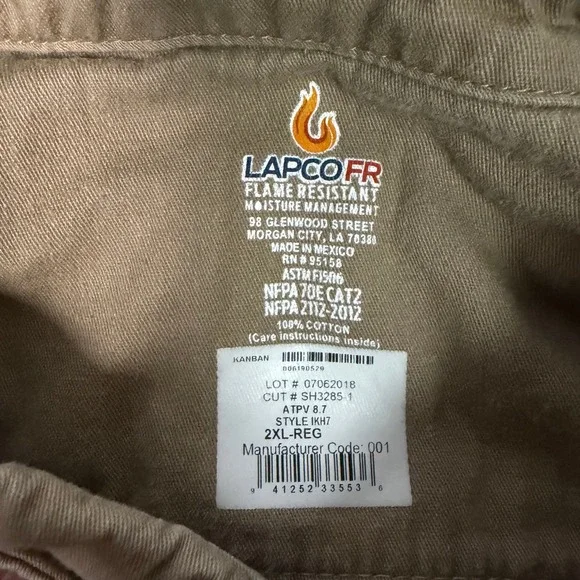 LAPCO FR
FLAME RESISTANT
MOISTURE MANAGEMENT
98 GLENWOOD STREET
MORGAN CITY, LA 70380
MADE IN MEXICO
RN # 95158
ASTM F1506
NFPA 70E CAT2
NFPA 2112-2012
100% COTTON
(Care instructions inside)
KANBAN
006190529
LOT # 07062018
CUT # SH3285-1
ATPV 8.7
STYLE IKH7
2XL-REG
Manufacturer Code: 001
9 41252 33553 6